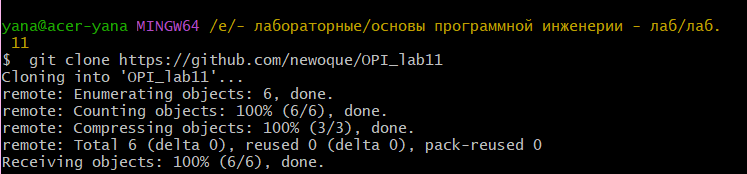 yana@acer-yana MINGW64 /e/- лабораторные/основы программной инженерии - лаб/лаб.
11
$  git clone https://github.com/newoque/OPI_lab11
Cloning into 'OPI_lab11'...
remote: Enumerating objects: 6, done.
remote: Counting objects: 100% (6/6), done.
remote: Compressing objects: 100% (3/3), done.
remote: Total 6 (delta 0), reused 0 (delta 0), pack-reused 0
Receiving objects: 100% (6/6), done.